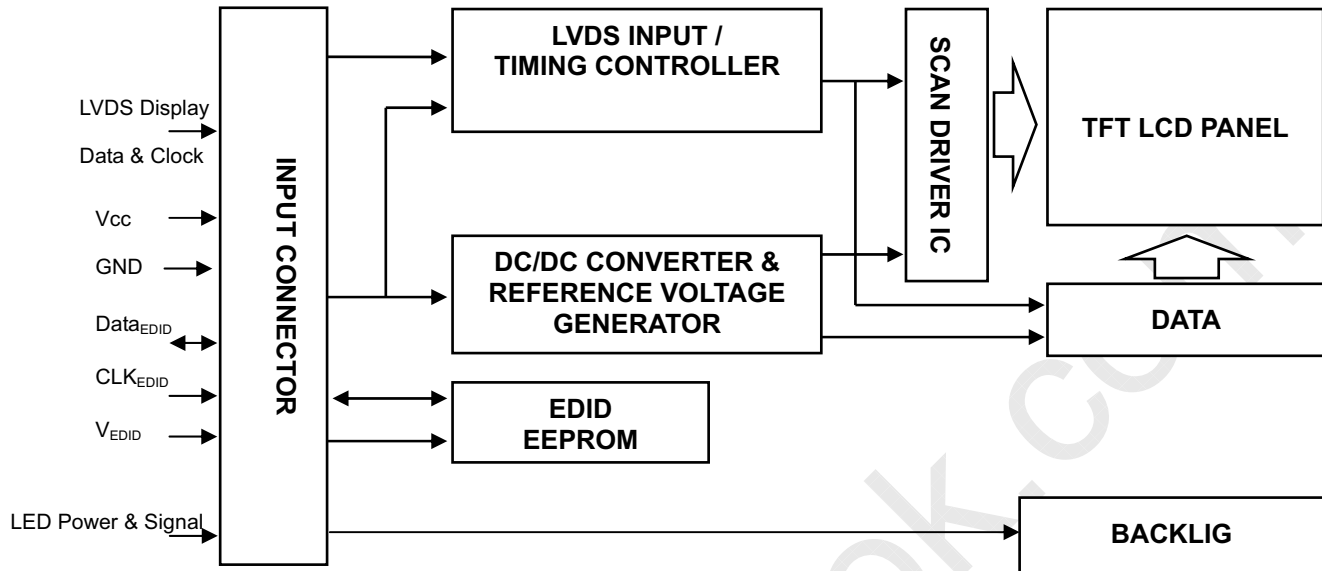 LVDS Display
Data & Clock
Vcc
GND
DataEDID
CLKEDID
VEDID
LED Power & Signal
INPUT CONNECTOR
LVDS INPUT /
TIMING CONTROLLER
DC/DC CONVERTER &
REFERENCE VOLTAGE
GENERATOR
EDID
EEPROM
SCAN DRIVER IC
TFT LCD PANEL
DATA
BACKLIG